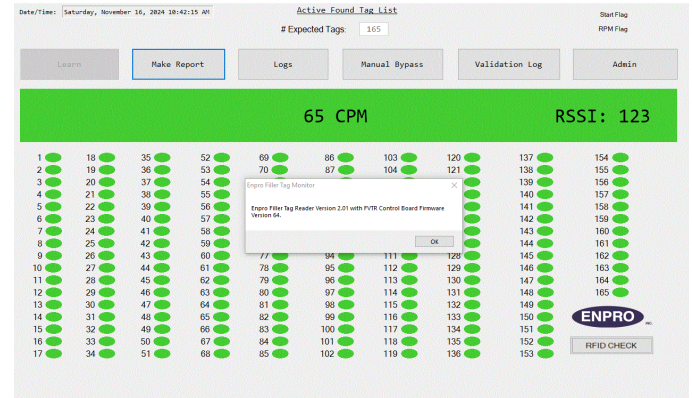 Date/Time: Saturday, November 16, 2024 10:42:15 AM
Active Found Tag List
Start Flag
# Expected Tags: 165
RPM Flag
Learn Make Report Logs Manual Bypass Validation Log Admin
65 CPM RSSI: 123
1 18 35 52 69 86 103 120 137 154
2 19 36 53 70 87 104 121 138 155
3 20 37 54 139 156
4 21 38 55 140 157
5 22 39 56 141 158
6 23 40 57 142 159
7 24 41 58 143 160
8 25 42 59 144 161
9 26 43 60 77 94 111 128 145 162
10 27 44 61 78 95 112 129 146 163
11 28 45 62 79 96 113 130 147 164
12 29 46 63 80 97 114 131 148 165
13 30 47 64 81 98 115 132 149
14 31 48 65 82 99 116 133 150
15 32 49 66 83 100 117 134 151
16 33 50 67 84 101 118 135 152
17 34 51 68 85 102 119 136 153
Enpro Filler Tag Monitor
Enpro Filler Tag Reader Version 2.01 with FVTR Control Board Firmware
Version 64.
OK
ENPRO
INC.
RFID CHECK